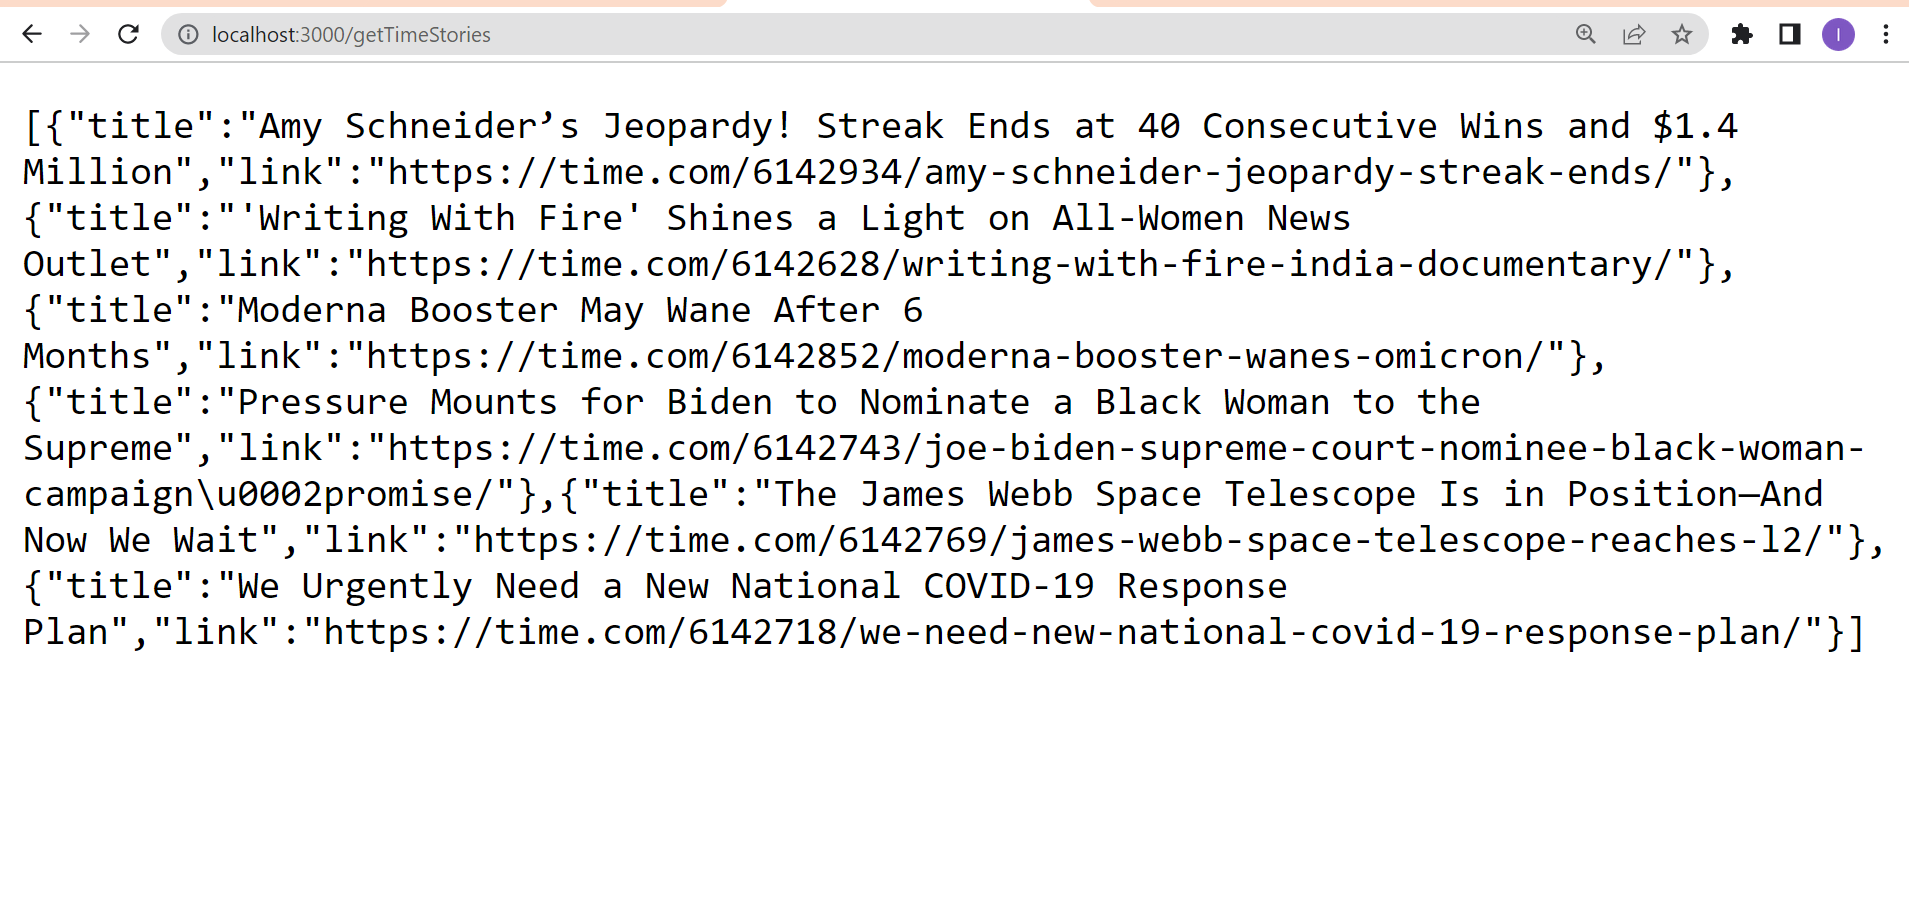 localhost:3000/getTimeStories
I
[{"title":"Amy Schneider’s Jeopardy! Streak Ends at 40 Consecutive Wins and $1.4
Million","link":"https://time.com/6142934/amy-schneider-jeopardy-streak-ends/"},
{"title":"'Writing With Fire' Shines a Light on All-Women News
Outlet","link":"https://time.com/6142628/writing-with-fire-india-documentary/"},
{"title":"Moderna Booster May Wane After 6
Months","link":"https://time.com/6142852/moderna-booster-wanes-omicron/"},
{"title":"Pressure Mounts for Biden to Nominate a Black Woman to the
Supreme","link":"https://time.com/6142743/joe-biden-supreme-court-nominee-black-woman-
campaign\u0002promise/"},{"title":"The James Webb Space Telescope Is in Position—And
Now We Wait","link":"https://time.com/6142769/james-webb-space-telescope-reaches-l2/"},
{"title":"We Urgently Need a New National COVID-19 Response
Plan","link":"https://time.com/6142718/we-need-new-national-covid-19-response-plan/"}]